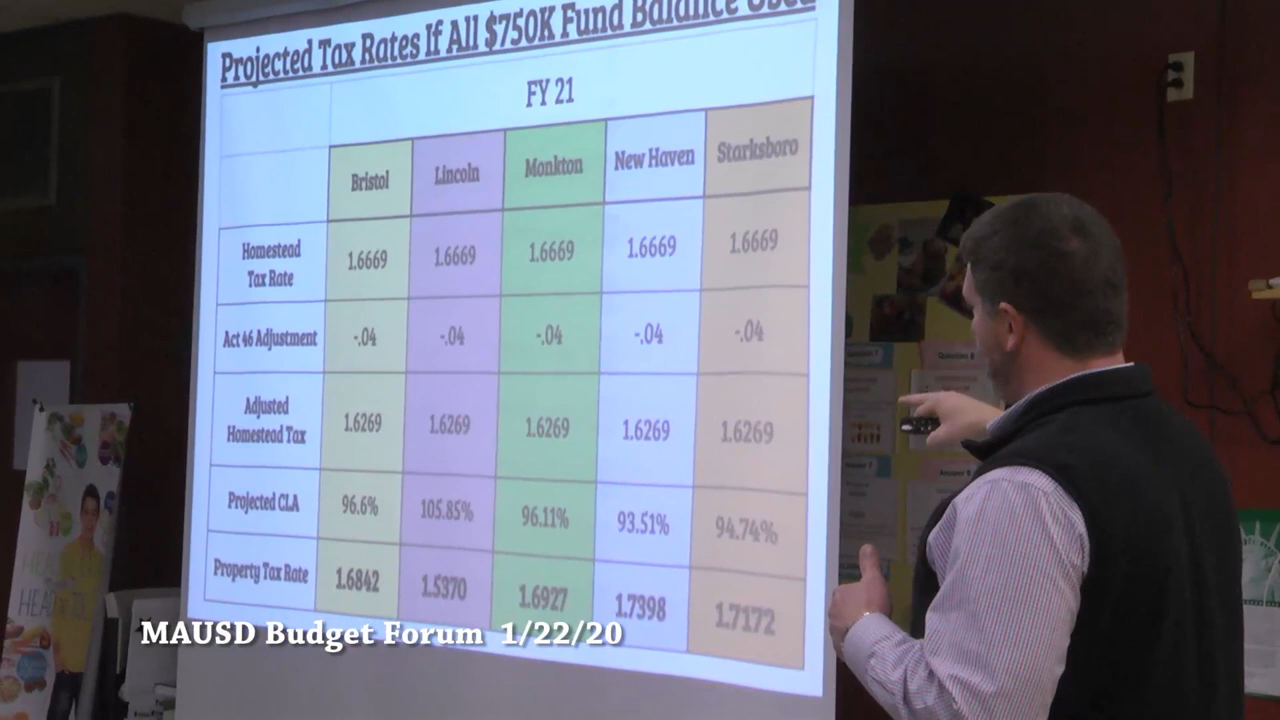 Projected Tax Rates If All $750K Fund Balance Used
FY 21
Bristol Lincoln Monkton New Haven Starksboro
Homestead
Tax Rate 1.6669 1.6669 1.6669 1.6669 1.6669
Act 46 Adjustment -.04 -.04 -.04 -.04 -.04
Adjusted
Homestead Tax 1.6269 1.6269 1.6269 1.6269 1.6269
Projected CLA 96.6% 105.85% 96.11% 93.51% 94.74%
Property Tax Rate 1.6842 1.5370 1.6927 1.7398 1.7172
MAUSD Budget Forum 1/22/20
HEAD